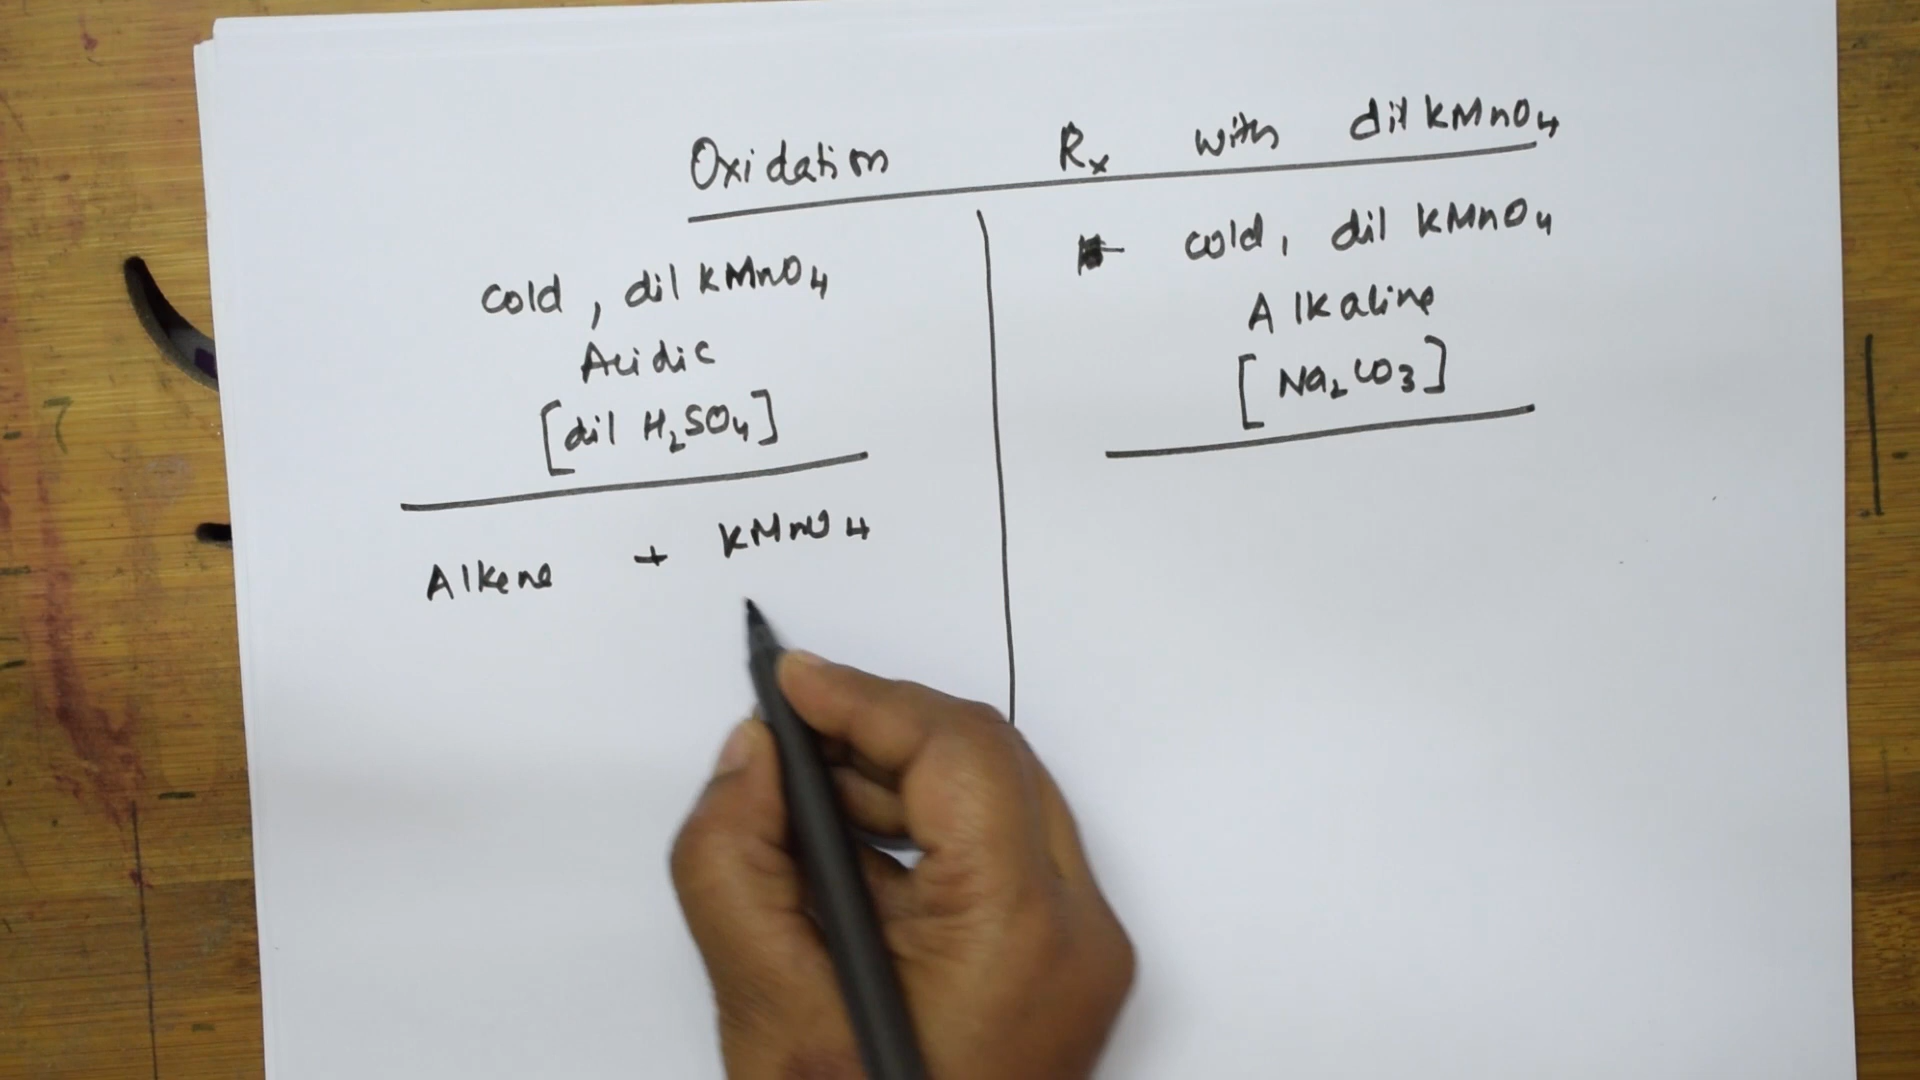 Oxidation Rx with dil KMnO4
cold, dil KMnO4
Acidic
[dil H2SO4]
Alkene + KMnO4
cold, dil KMnO4
Alkaline
[Na2CO3]